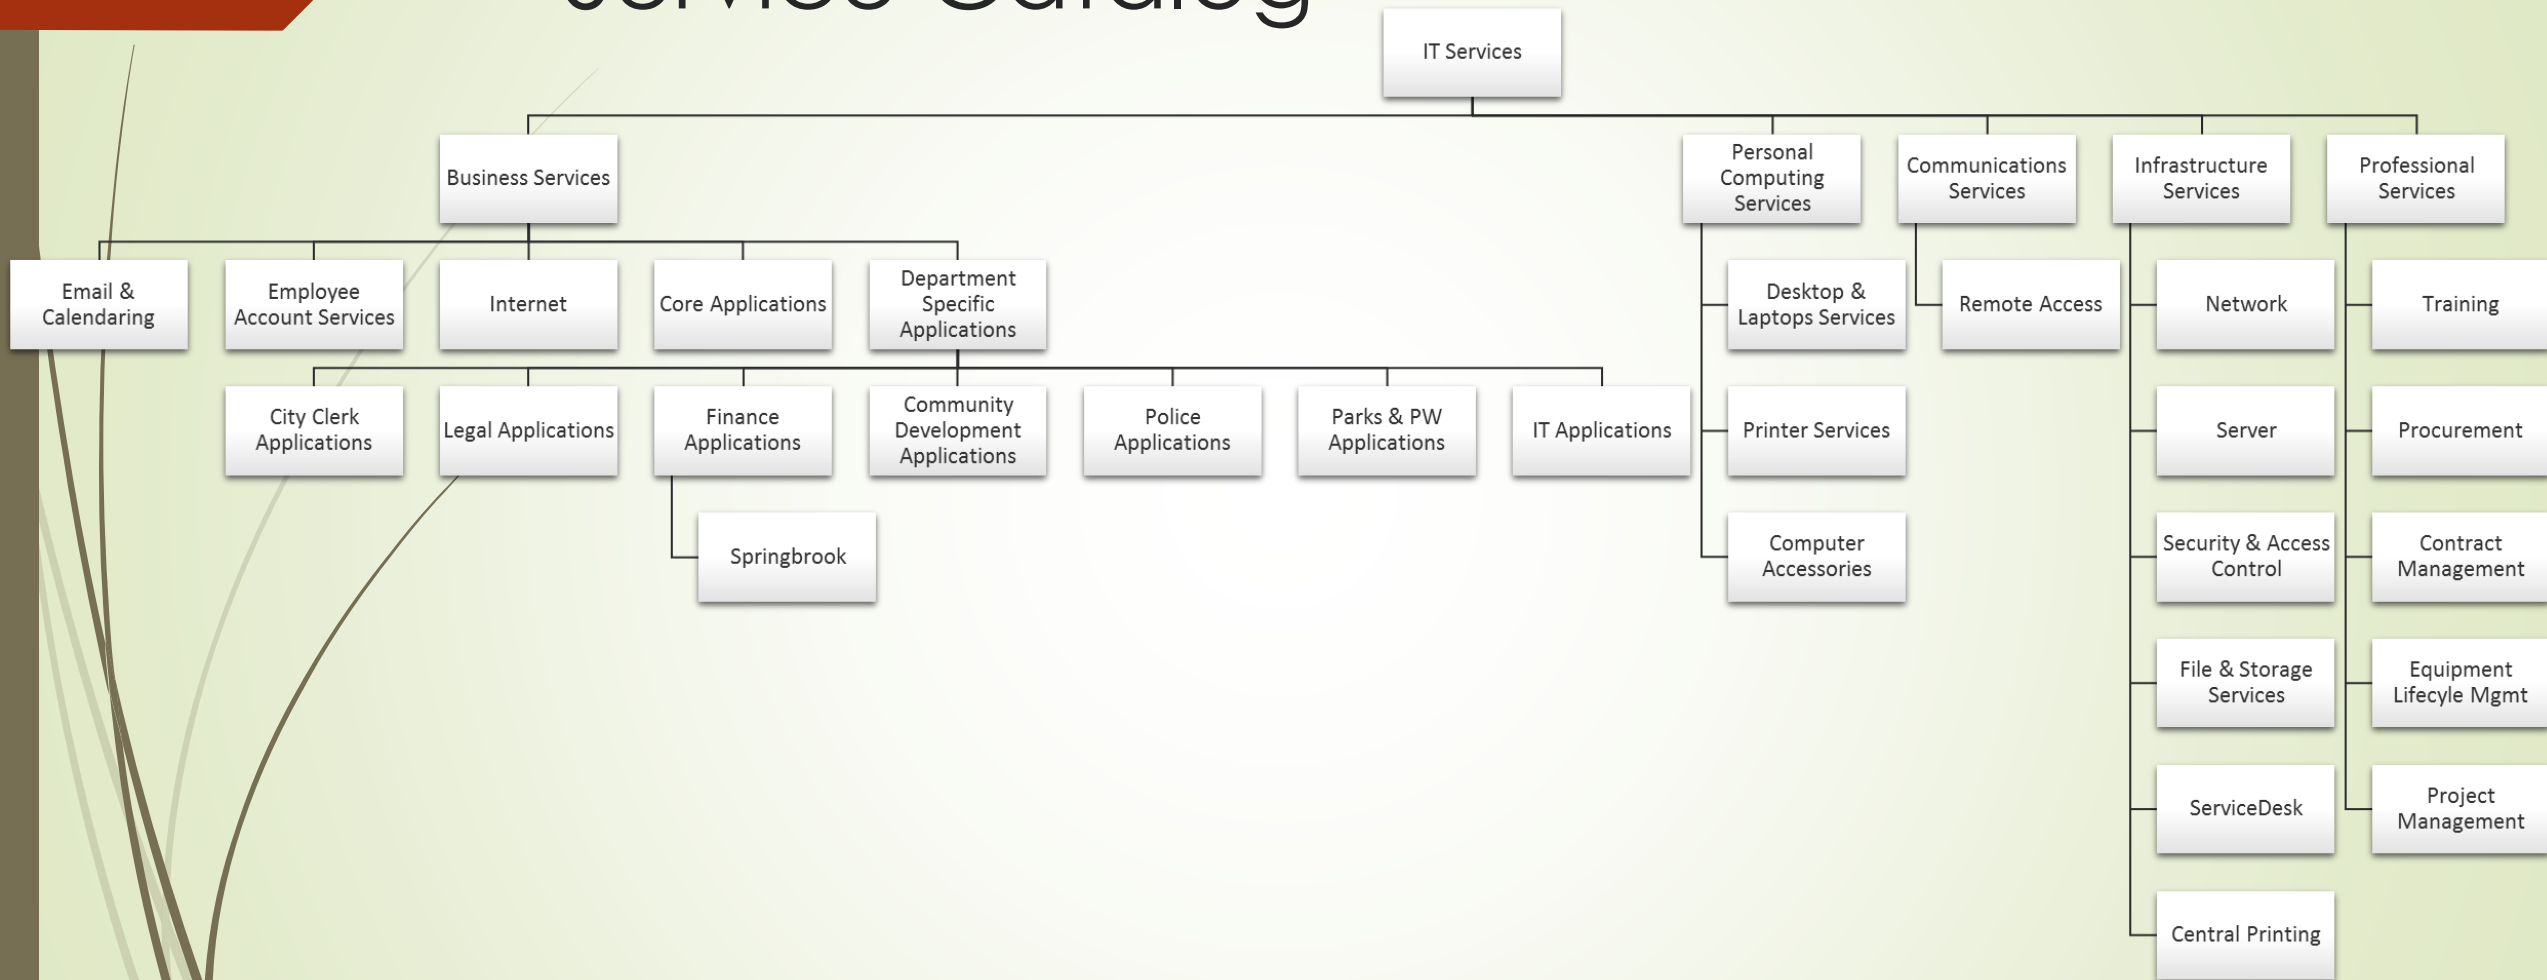 Service Catalog
IT Services
Business Services
Personal
Computing
Services
Communications
Services
Infrastructure
Services
Professional
Services
Email &
Calendaring
Employee
Account Services
Internet
Core Applications
Department
Specific
Applications
Desktop &
Laptops Services
Remote Access
Network
Training
City Clerk
Applications
Legal Applications
Finance
Applications
Community
Development
Applications
Police
Applications
Parks & PW
Applications
IT Applications
Printer Services
Server
Procurement
Springbrook
Computer
Accessories
Security & Access
Control
Contract
Management
File & Storage
Services
Equipment
Lifecyle Mgmt
ServiceDesk
Project
Management
Central Printing